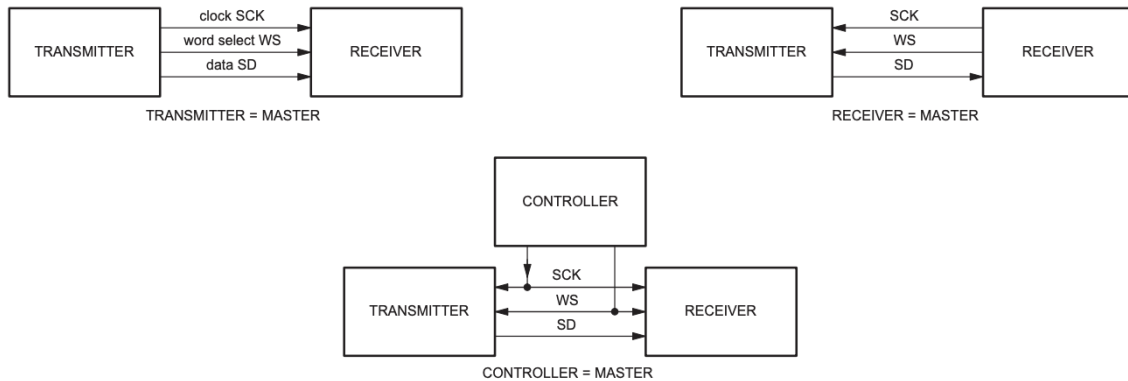 clock SCK
TRANSMITTER
word select WS
RECEIVER
data SD
TRANSMITTER = MASTER
SCK
TRANSMITTER
WS
RECEIVER
SD
RECEIVER = MASTER
CONTROLLER
SCK
TRANSMITTER
WS
RECEIVER
SD
CONTROLLER = MASTER